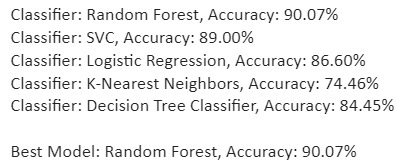 Classifier: Random Forest, Accuracy: 90.07%
Classifier: SVC, Accuracy: 89.00%
Classifier: Logistic Regression, Accuracy: 86.60%
Classifier: K-Nearest Neighbors, Accuracy: 74.46%
Classifier: Decision Tree Classifier, Accuracy: 84.45%
Best Model: Random Forest, Accuracy: 90.07%